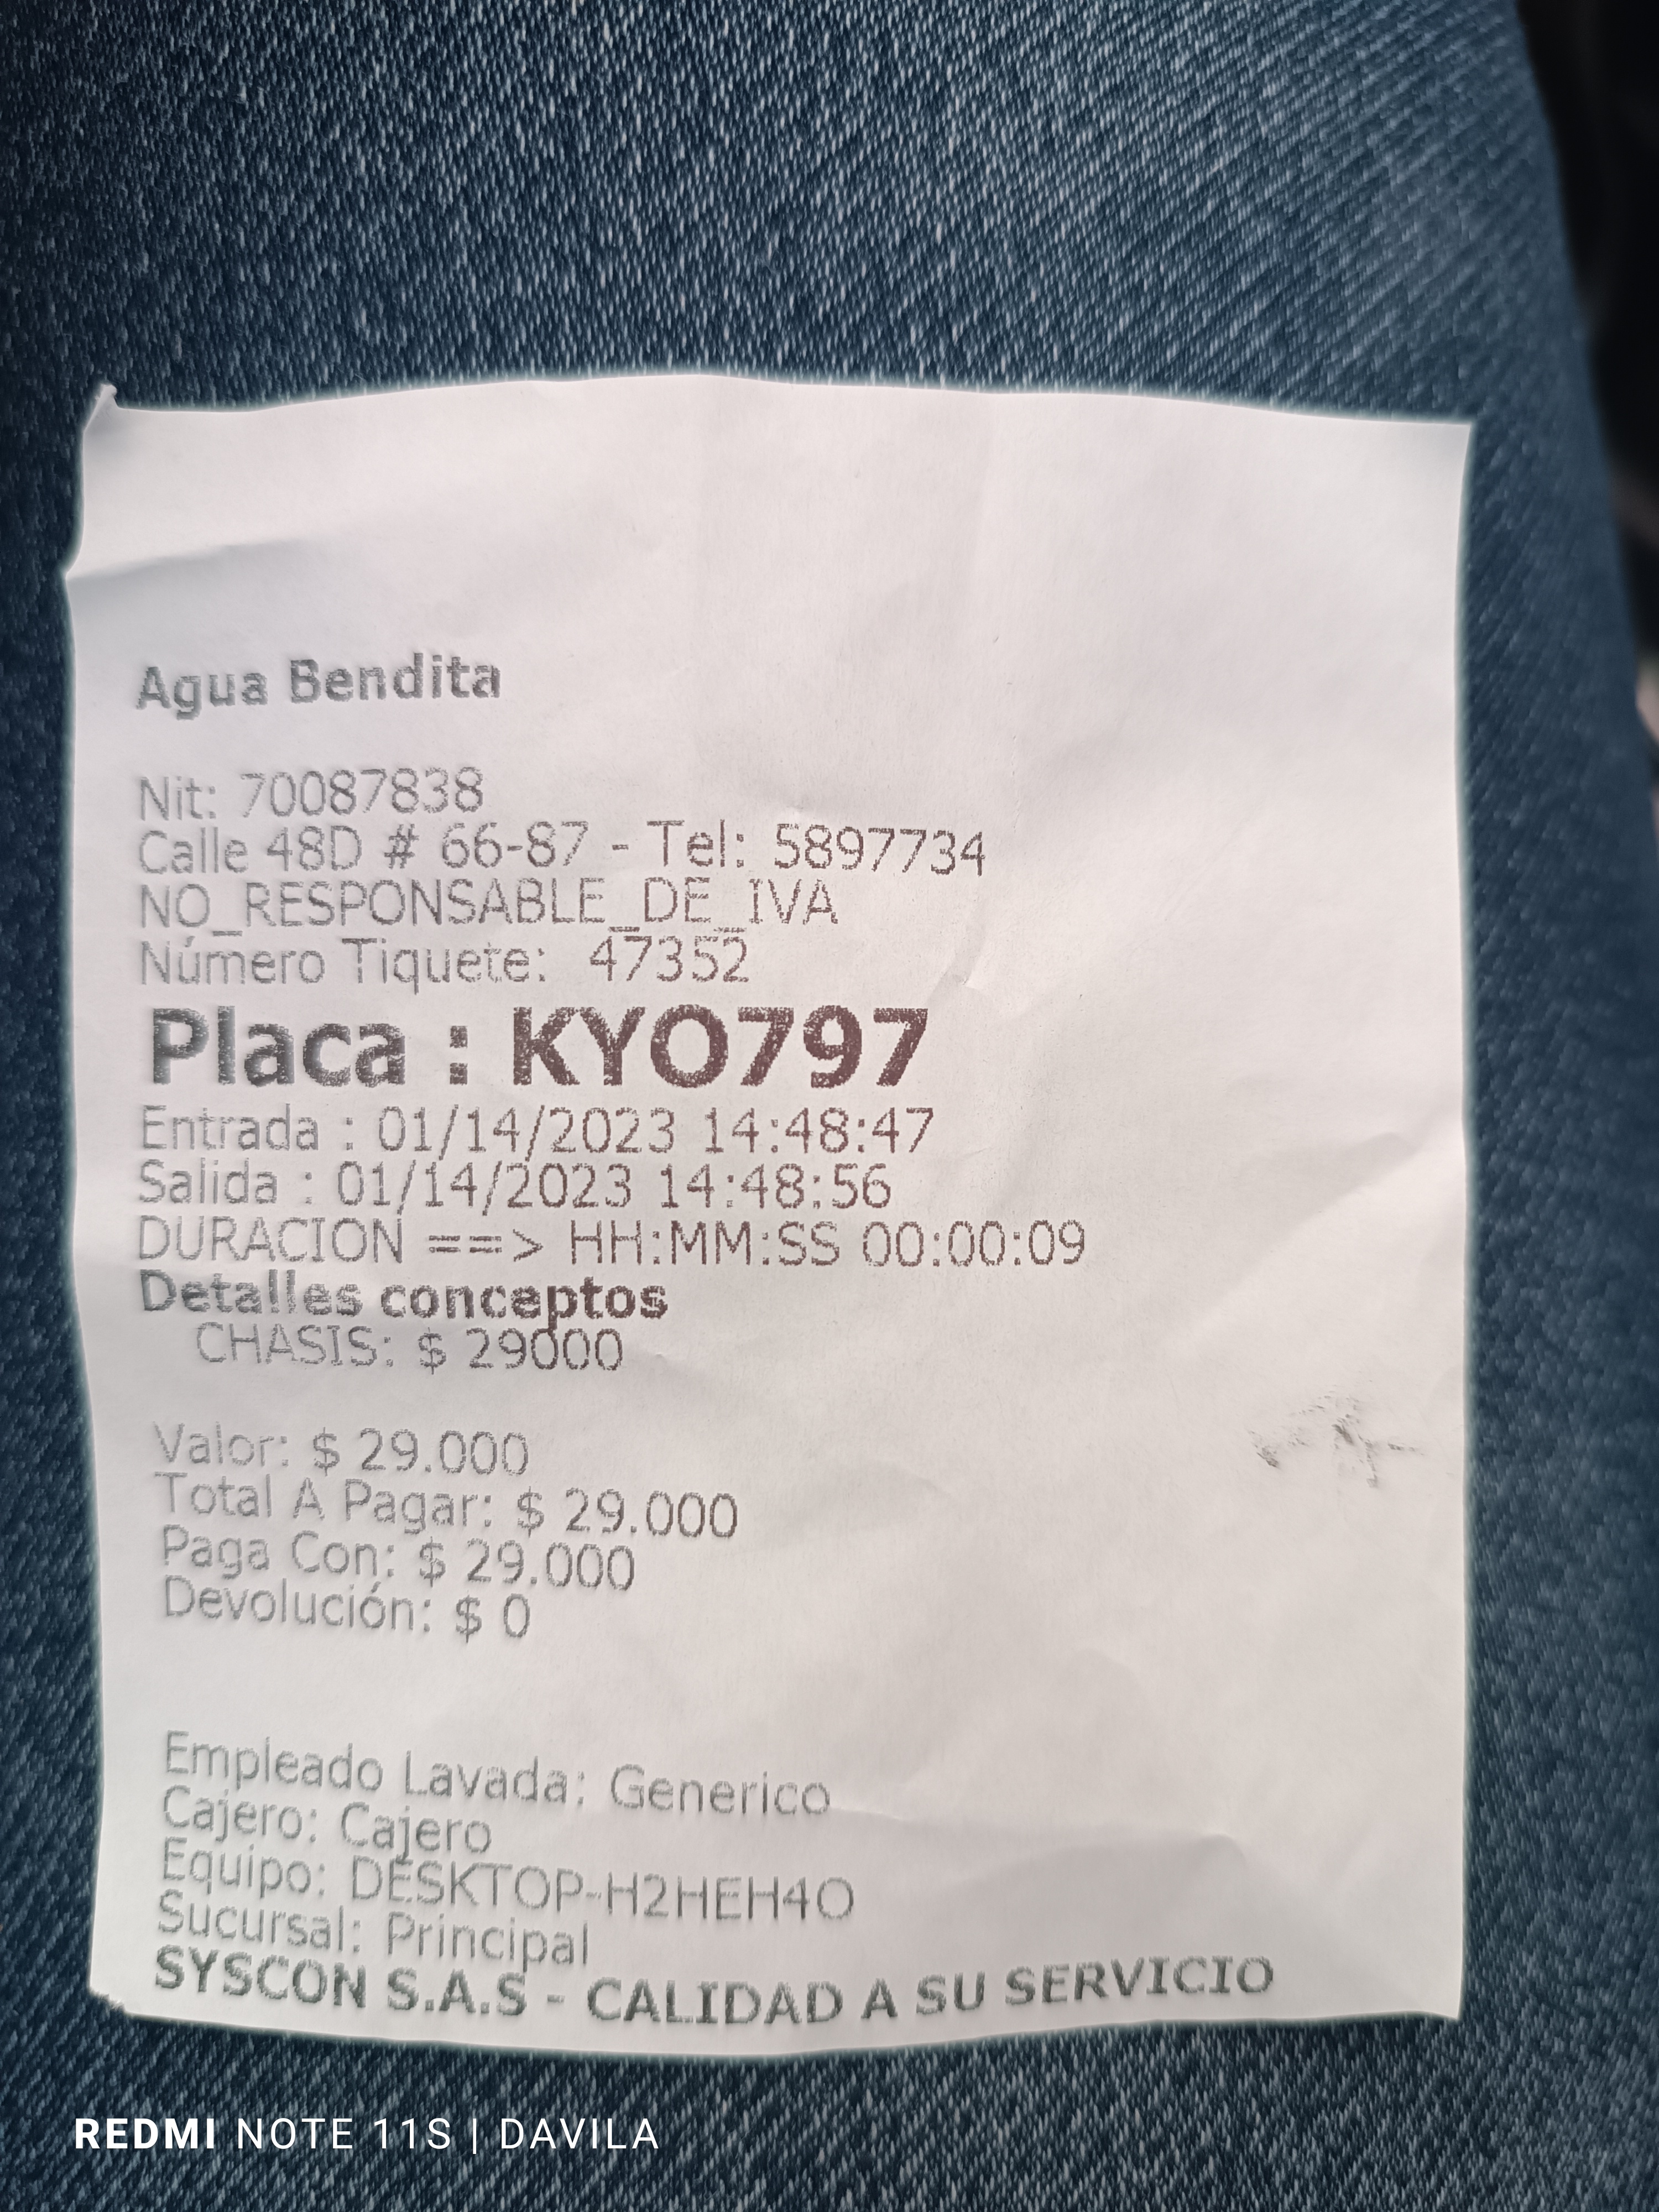 Agua Bendita
Nit: 70087838
Calle 48D # 66-87 - Tel: 5897734
NO_RESPONSABLE_DE_IVA
Número Tiquete: 47352
Placa : KYO797
Entrada : 01/14/2023 14:48:47
Salida : 01/14/2023 14:48:56
DURACION ==> HH:MM:SS 00:00:09
Detalles conceptos
CHASIS: $ 29000
Valor: $ 29.000
Total A Pagar: $ 29.000
Paga Con: $ 29.000
Devolución: $ 0
Empleado Lavada: Generico
Cajero: Cajero
Equipo: DESKTOP-H2HEH4O
Sucursal: Principal
SYSCON S.A.S - CALIDAD A SU SERVICIO
REDMI NOTE 11S | DAVILA